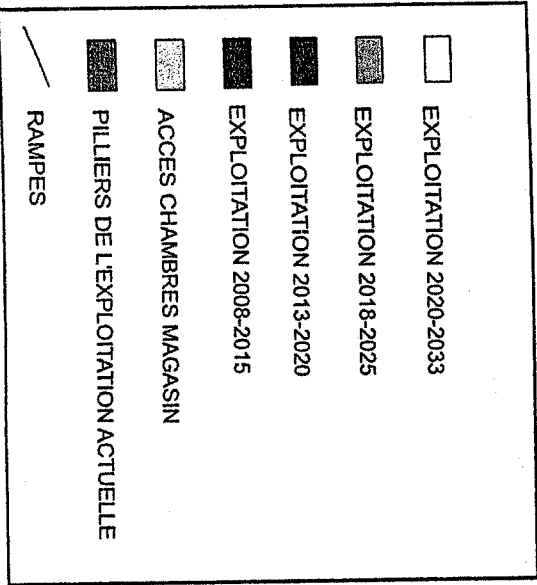 EXPLOITATION 2020-2033
EXPLOITATION 2018-2025
EXPLOITATION 2013-2020
EXPLOITATION 2008-2015
ACCES CHAMBRES MAGASIN
PILLIERS DE L'EXPLOITATION ACTUELLE
RAMPES